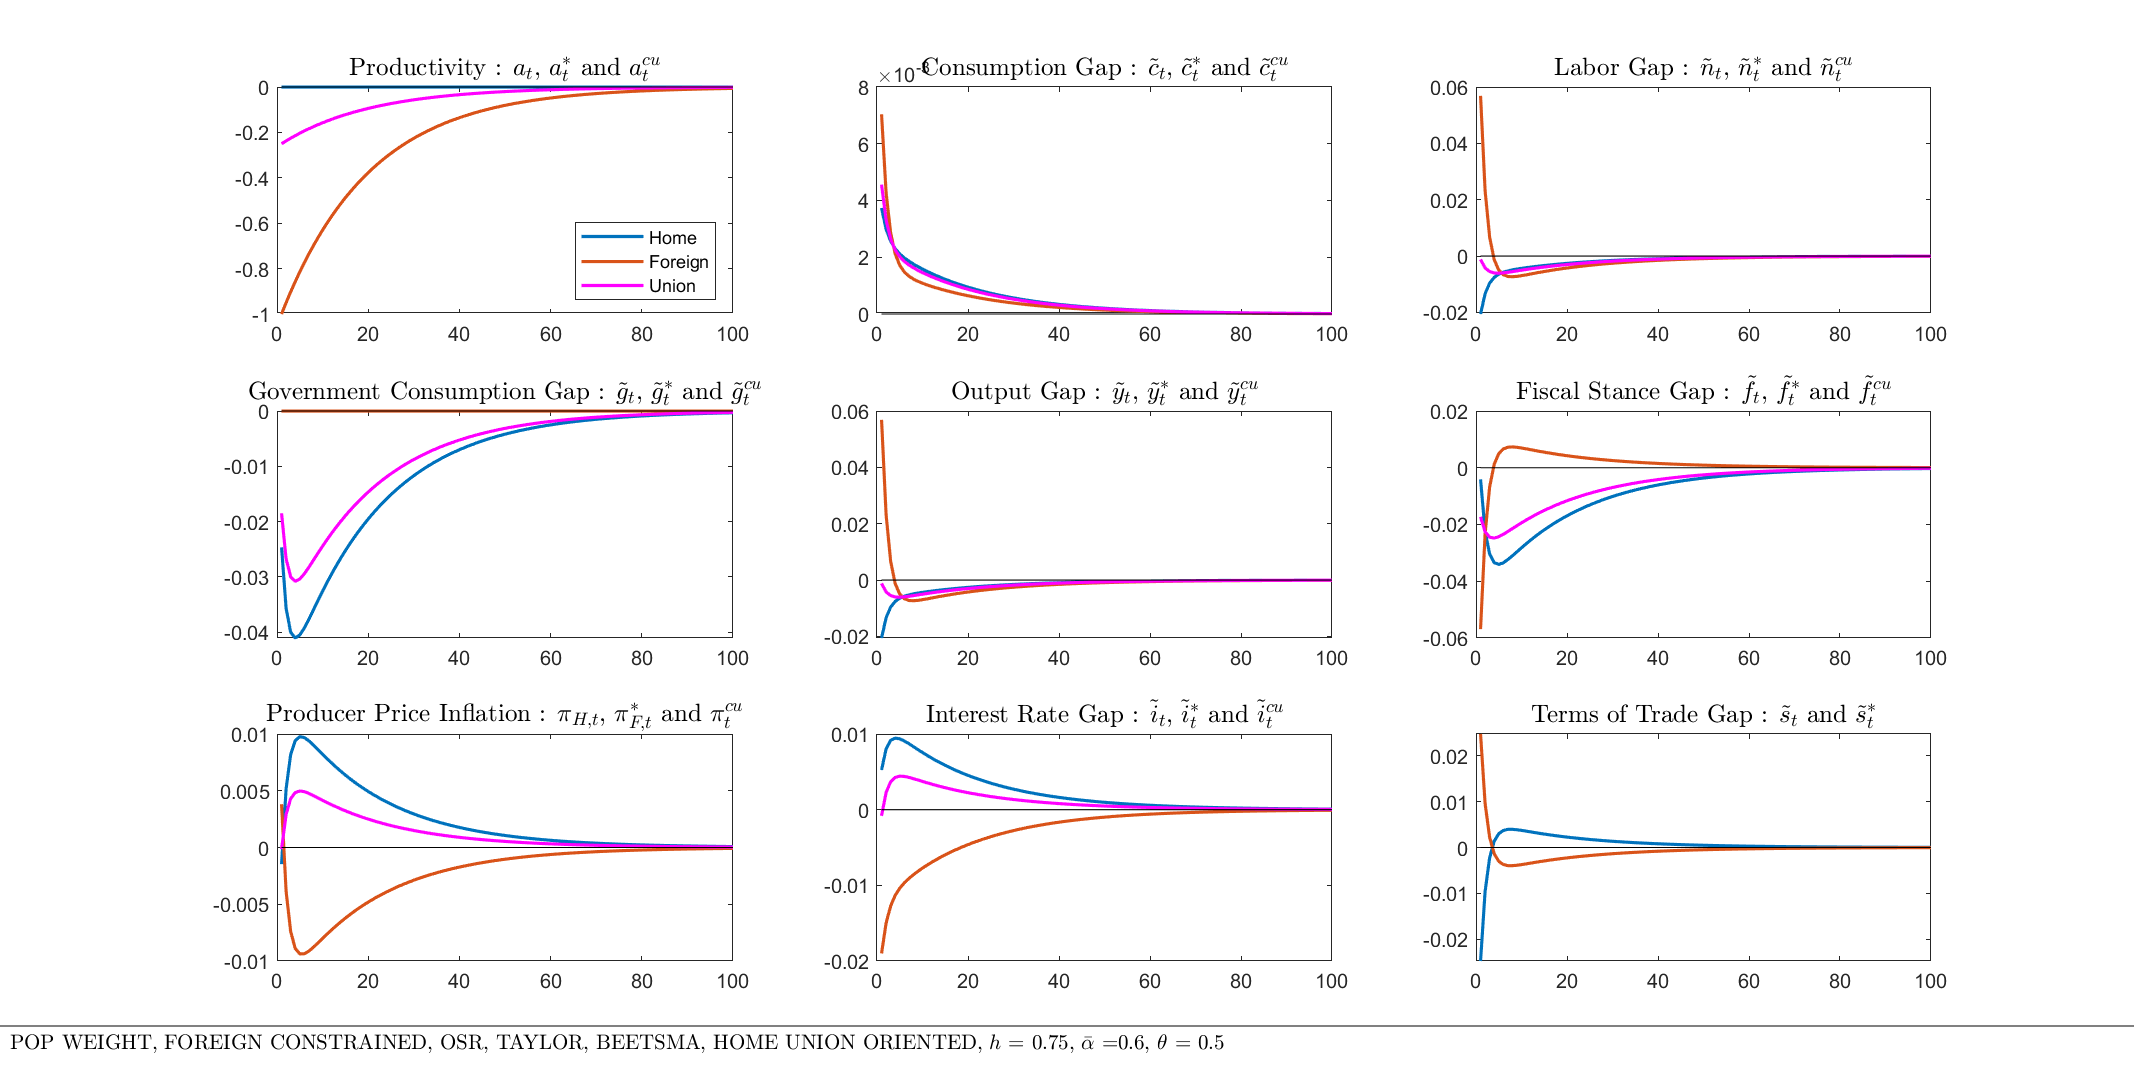 Productivity : a_t, a_t^* and a_t^{cu}
0
-0.2
-0.4
-0.6
-0.8
-1
0 20 40 60 80 100
Home
Foreign
Union
Consumption Gap : c̃_t, c̃_t^* and c̃_t^{cu}
×10^{-3}
8
6
4
2
0
0 20 40 60 80 100
Labor Gap : ñ_t, ñ_t^* and ñ_t^{cu}
0.06
0.04
0.02
0
-0.02
0 20 40 60 80 100
Government Consumption Gap : g̃_t, g̃_t^* and g̃_t^{cu}
0
-0.01
-0.02
-0.03
-0.04
0 20 40 60 80 100
Output Gap : ỹ_t, ỹ_t^* and ỹ_t^{cu}
0.06
0.04
0.02
0
-0.02
0 20 40 60 80 100
Fiscal Stance Gap : f̃_t, f̃_t^* and f̃_t^{cu}
0.02
0
-0.02
-0.04
-0.06
0 20 40 60 80 100
Producer Price Inflation : π_{H,t}, π_{F,t}^* and π_t^{cu}
0.01
0.005
0
-0.005
-0.01
0 20 40 60 80 100
Interest Rate Gap : ĩ_t, ĩ_t^* and ĩ_t^{cu}
0.01
0
-0.01
-0.02
0 20 40 60 80 100
Terms of Trade Gap : s̃_t and s̃_t^*
0.02
0.01
0
-0.01
-0.02
0 20 40 60 80 100
POP WEIGHT, FOREIGN CONSTRAINED, OSR, TAYLOR, BEETSMA, HOME UNION ORIENTED, h = 0.75, ᾱ =0.6, θ = 0.5